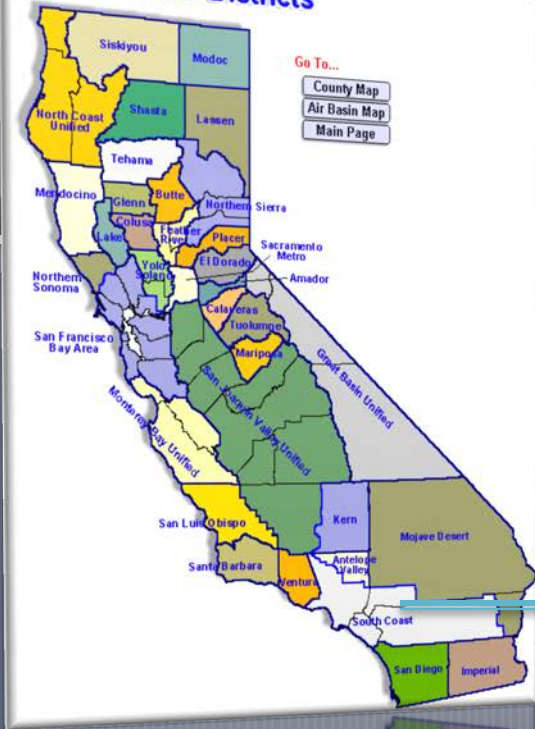 Districts
Siskiyou
Modoc
Go To...
County Map
Air Basin Map
Main Page
North Coast
Unified
Shasta
Lassen
Tehama
Mendocino
Glenn
Butte
Northern Sierra
Colusa
Feather
River
Lake
Placer
Sacramento
Metro
Yolo
Solano
El Dorado
Amador
Northern
Sonoma
Calaveras
Tuolumne
San Francisco
Bay Area
Mariposa
Great Basin Unified
San Joaquin Valley Unified
Monterey Bay Unified
San Luis Obispo
Kern
Mojave Desert
Santa Barbara
Ventura
Antelope
Valley
South Coast
San Diego
Imperial